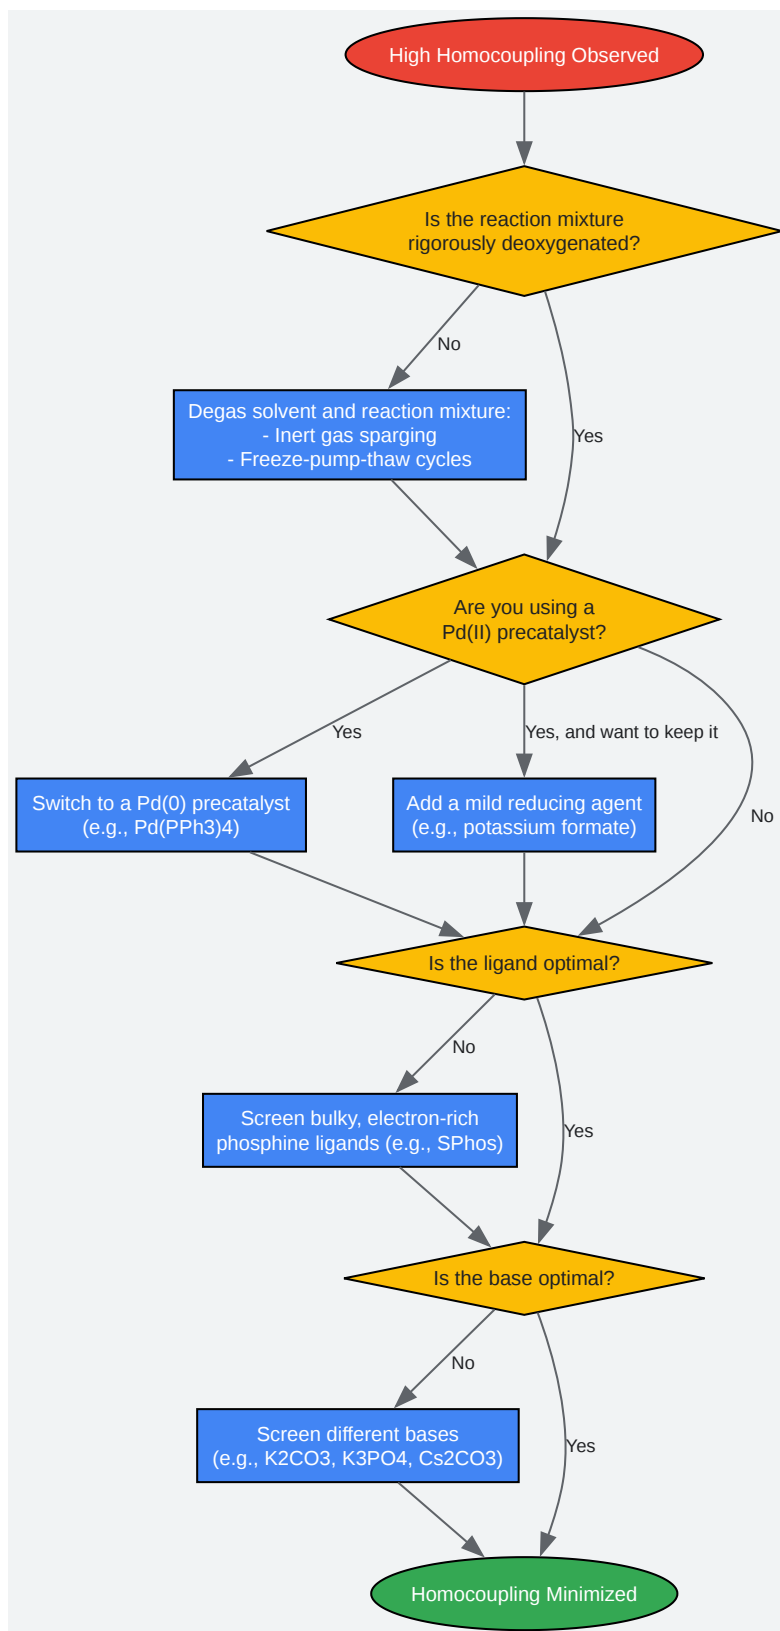 High Homocoupling Observed
Is the reaction mixture
rigorously deoxygenated?
No
Degas solvent and reaction mixture:
- Inert gas sparging
- Freeze-pump-thaw cycles
Yes
Are you using a
Pd(II) precatalyst?
Yes
Yes, and want to keep it
Switch to a Pd(0) precatalyst
(e.g., Pd(PPh3)4)
Add a mild reducing agent
(e.g., potassium formate)
No
Is the ligand optimal?
No
Screen bulky, electron-rich
phosphine ligands (e.g., SPhos)
Yes
Is the base optimal?
No
Screen different bases
(e.g., K2CO3, K3PO4, Cs2CO3)
Yes
Homocoupling Minimized